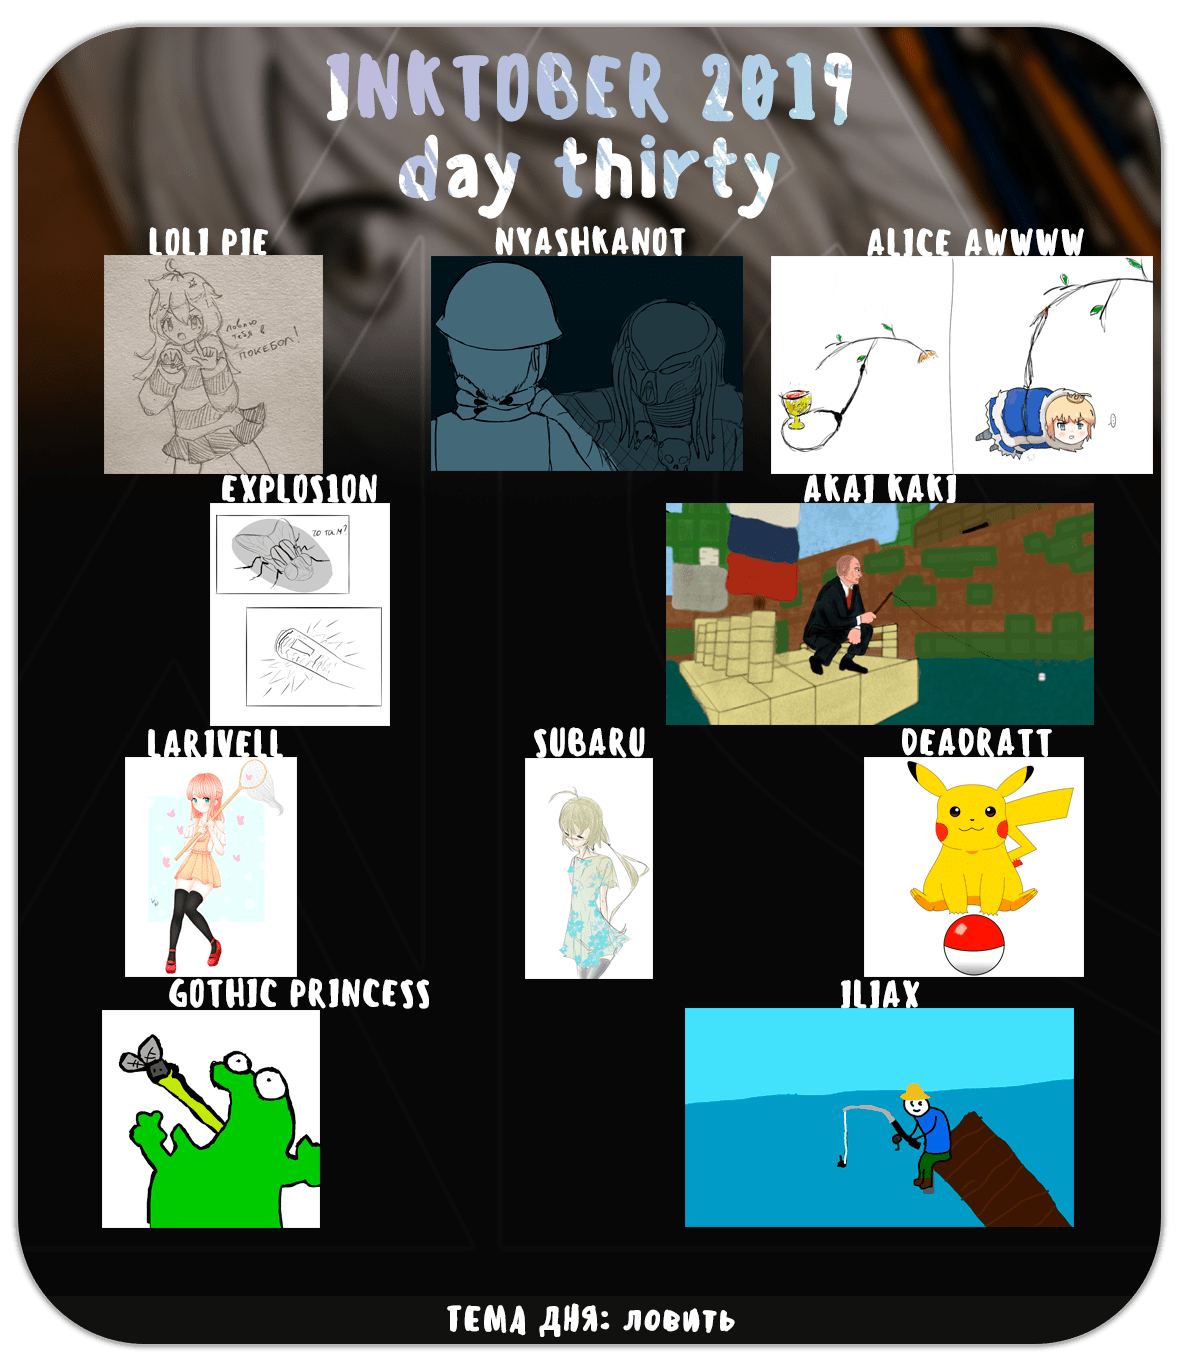 INKTOBER 2019
day thirty
LOLI PIE
NYASHKANOT
ALICE AWWWW
ловлю
тебя в
ПОКЕБОЛ!
EXPLOSION
AKAI KAKI
чо там?
LARIVELL
SUBARU
DEADRATT
GOTHIC PRINCESS
ILIAX
ТЕМА ДНЯ: ловить